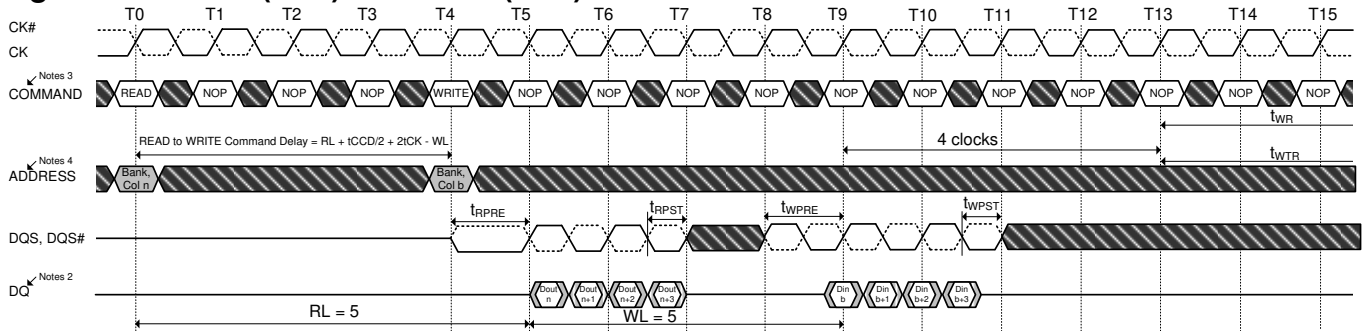 T0 T1 T2 T3 T4 T5 T6 T7 T8 T9 T10 T11 T12 T13 T14 T15
CK#
CK
Notes 3
COMMAND READ NOP NOP NOP WRITE NOP NOP NOP NOP NOP NOP NOP NOP NOP NOP NOP
tWR
READ to WRITE Command Delay = RL + tCCD/2 + 2tCK - WL
4 clocks
tWTR
Notes 4
ADDRESS
Bank,
Col n
Bank,
Col b
tRPRE tRPST tWPRE tWPST
DQS, DQS#
Notes 2
DQ
Dout
n
Dout
n+1
Dout
n+2
Dout
n+3
Din
b
Din
b+1
Din
b+2
Din
b+3
RL = 5 WL = 5